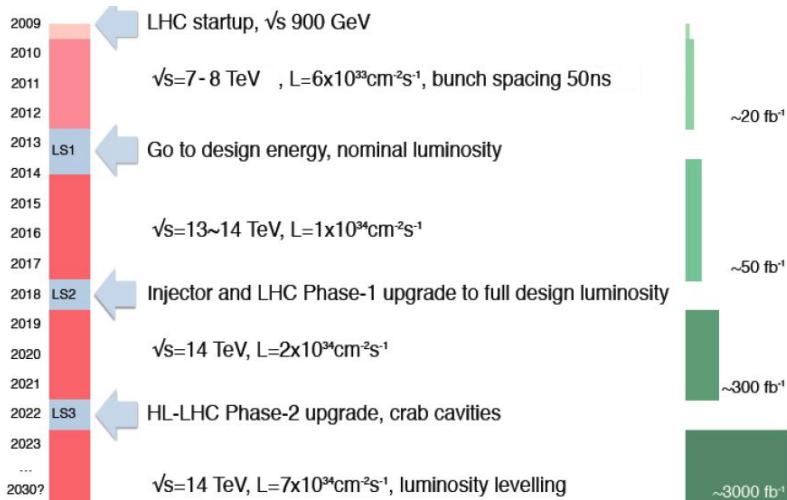 2009 LHC startup, √s 900 GeV
2010
2011 √s=7- 8 TeV , L=6x10³³cm⁻²s⁻¹, bunch spacing 50ns
2012 ~20 fb⁻¹
2013 LS1 Go to design energy, nominal luminosity
2014
2015
2016 √s=13~14 TeV, L=1x10³⁴cm⁻²s⁻¹
2017 ~50 fb⁻¹
2018 LS2 Injector and LHC Phase-1 upgrade to full design luminosity
2019
2020 √s=14 TeV, L=2x10³⁴cm⁻²s⁻¹
2021 ~300 fb⁻¹
2022 LS3 HL-LHC Phase-2 upgrade, crab cavities
2023
...
2030? √s=14 TeV, L=7x10³⁴cm⁻²s⁻¹, luminosity levelling ~3000 fb⁻¹